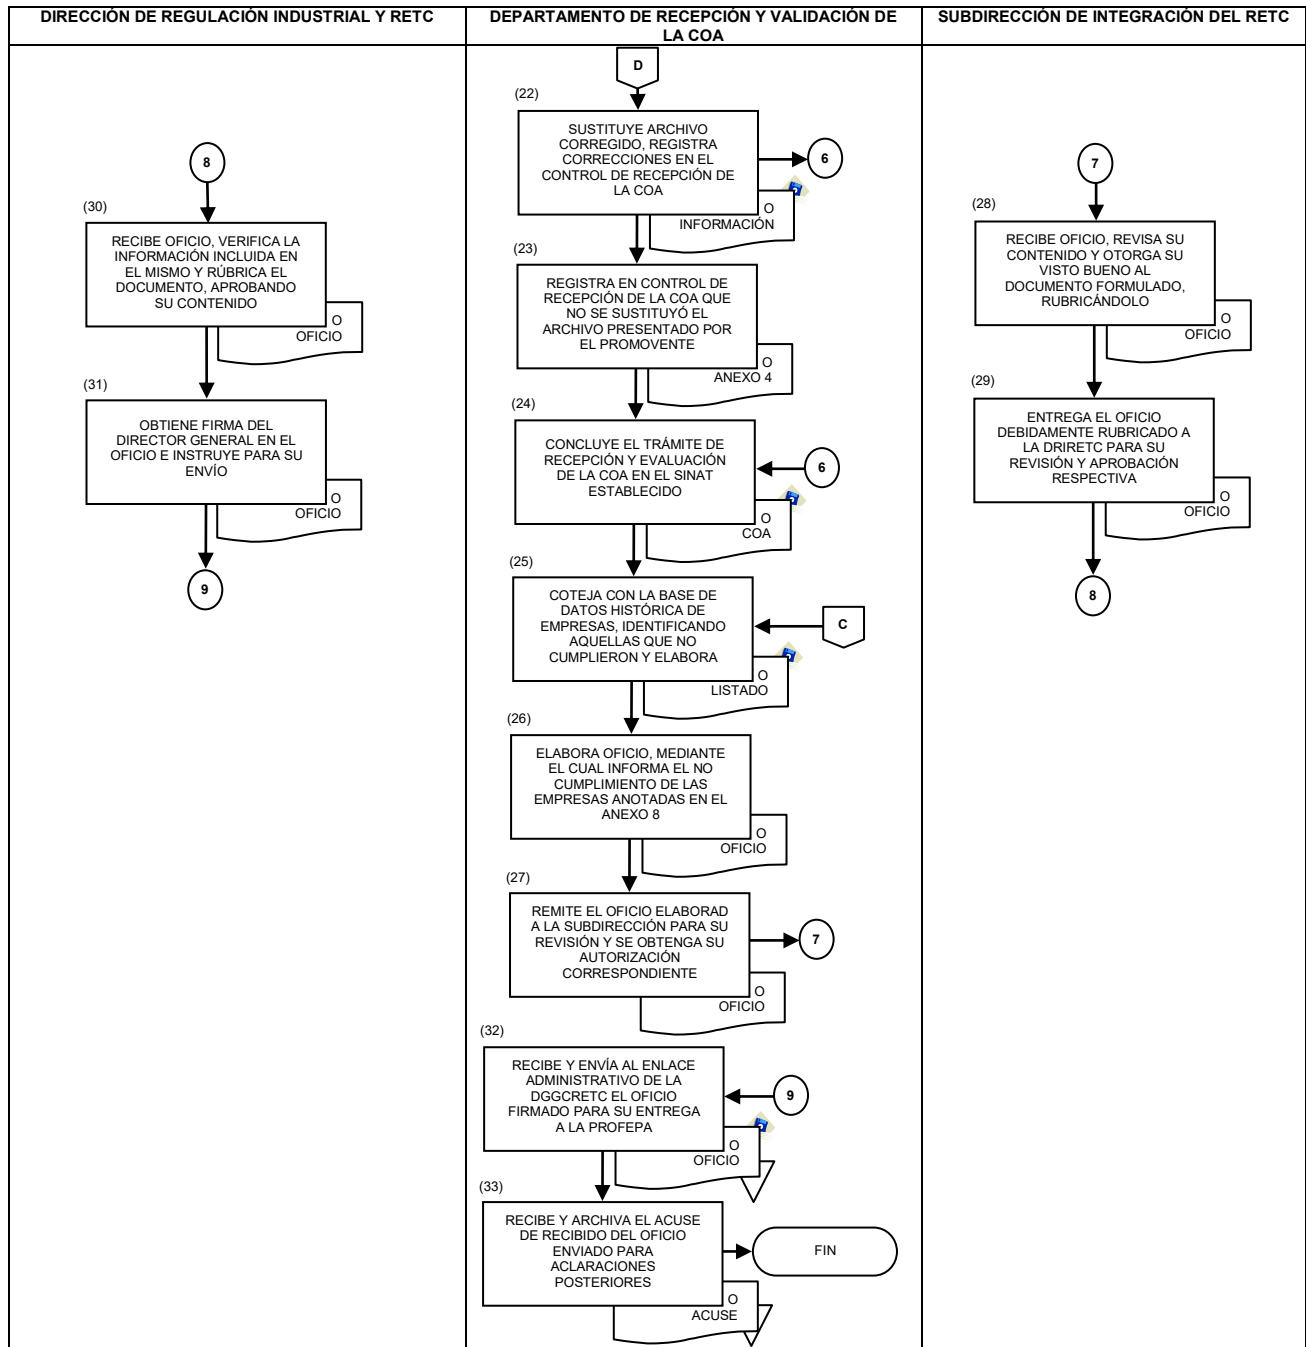 DIRECCIÓN DE REGULACIÓN INDUSTRIAL Y RETC
DEPARTAMENTO DE RECEPCIÓN Y VALIDACIÓN DE
LA COA
SUBDIRECCIÓN DE INTEGRACIÓN DEL RETC
8
(30)
RECIBE OFICIO, VERIFICA LA
INFORMACIÓN INCLUIDA EN
EL MISMO Y RÚBRICA EL
DOCUMENTO, APROBANDO
SU CONTENIDO
O
OFICIO
(31)
OBTIENE FIRMA DEL
DIRECTOR GENERAL EN EL
OFICIO E INSTRUYE PARA SU
ENVÍO
O
OFICIO
9
D
(22)
SUSTITUYE ARCHIVO
CORREGIDO, REGISTRA
CORRECCIONES EN EL
CONTROL DE RECEPCIÓN DE
LA COA
6
O
INFORMACIÓN
(23)
REGISTRA EN CONTROL DE
RECEPCIÓN DE LA COA QUE
NO SE SUSTITUYÓ EL
ARCHIVO PRESENTADO POR
EL PROMOVENTE
O
ANEXO 4
(24)
CONCLUYE EL TRÁMITE DE
RECEPCIÓN Y EVALUACIÓN
DE LA COA EN EL SINAT
ESTABLECIDO
6
O
COA
(25)
COTEJA CON LA BASE DE
DATOS HISTÓRICA DE
EMPRESAS, IDENTIFICANDO
AQUELLAS QUE NO
CUMPLIERON Y ELABORA
C
O
LISTADO
(26)
ELABORA OFICIO, MEDIANTE
EL CUAL INFORMA EL NO
CUMPLIMIENTO DE LAS
EMPRESAS ANOTADAS EN EL
ANEXO 8
O
OFICIO
(27)
REMITE EL OFICIO ELABORAD
A LA SUBDIRECCIÓN PARA SU
REVISIÓN Y SE OBTENGA SU
AUTORIZACIÓN
CORRESPONDIENTE
7
O
OFICIO
(32)
RECIBE Y ENVÍA AL ENLACE
ADMINISTRATIVO DE LA
DGGCRETC EL OFICIO
FIRMADO PARA SU ENTREGA
A LA PROFEPA
9
O
OFICIO
(33)
RECIBE Y ARCHIVA EL ACUSE
DE RECIBIDO DEL OFICIO
ENVIADO PARA
ACLARACIONES
POSTERIORES
FIN
O
ACUSE
7
(28)
RECIBE OFICIO, REVISA SU
CONTENIDO Y OTORGA SU
VISTO BUENO AL
DOCUMENTO FORMULADO,
RUBRICÁNDOLO
O
OFICIO
(29)
ENTREGA EL OFICIO
DEBIDAMENTE RUBRICADO A
LA DRIRETC PARA SU
REVISIÓN Y APROBACIÓN
RESPECTIVA
O
OFICIO
8